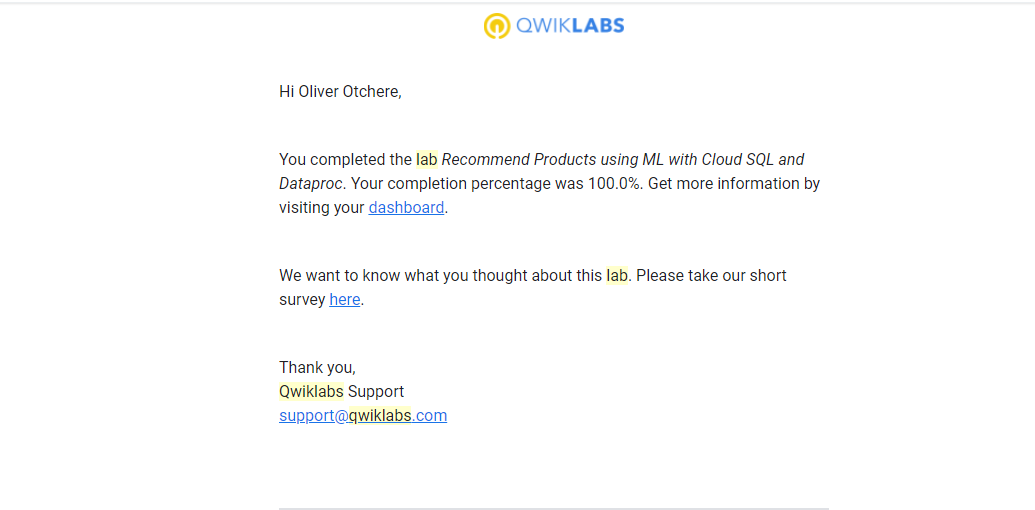 QWIKLABS
Hi Oliver Otchere,
You completed the lab Recommend Products using ML with Cloud SQL and
Dataproc. Your completion percentage was 100.0%. Get more information by
visiting your dashboard.
We want to know what you thought about this lab. Please take our short
survey here.
Thank you,
Qwiklabs Support
support@qwiklabs.com